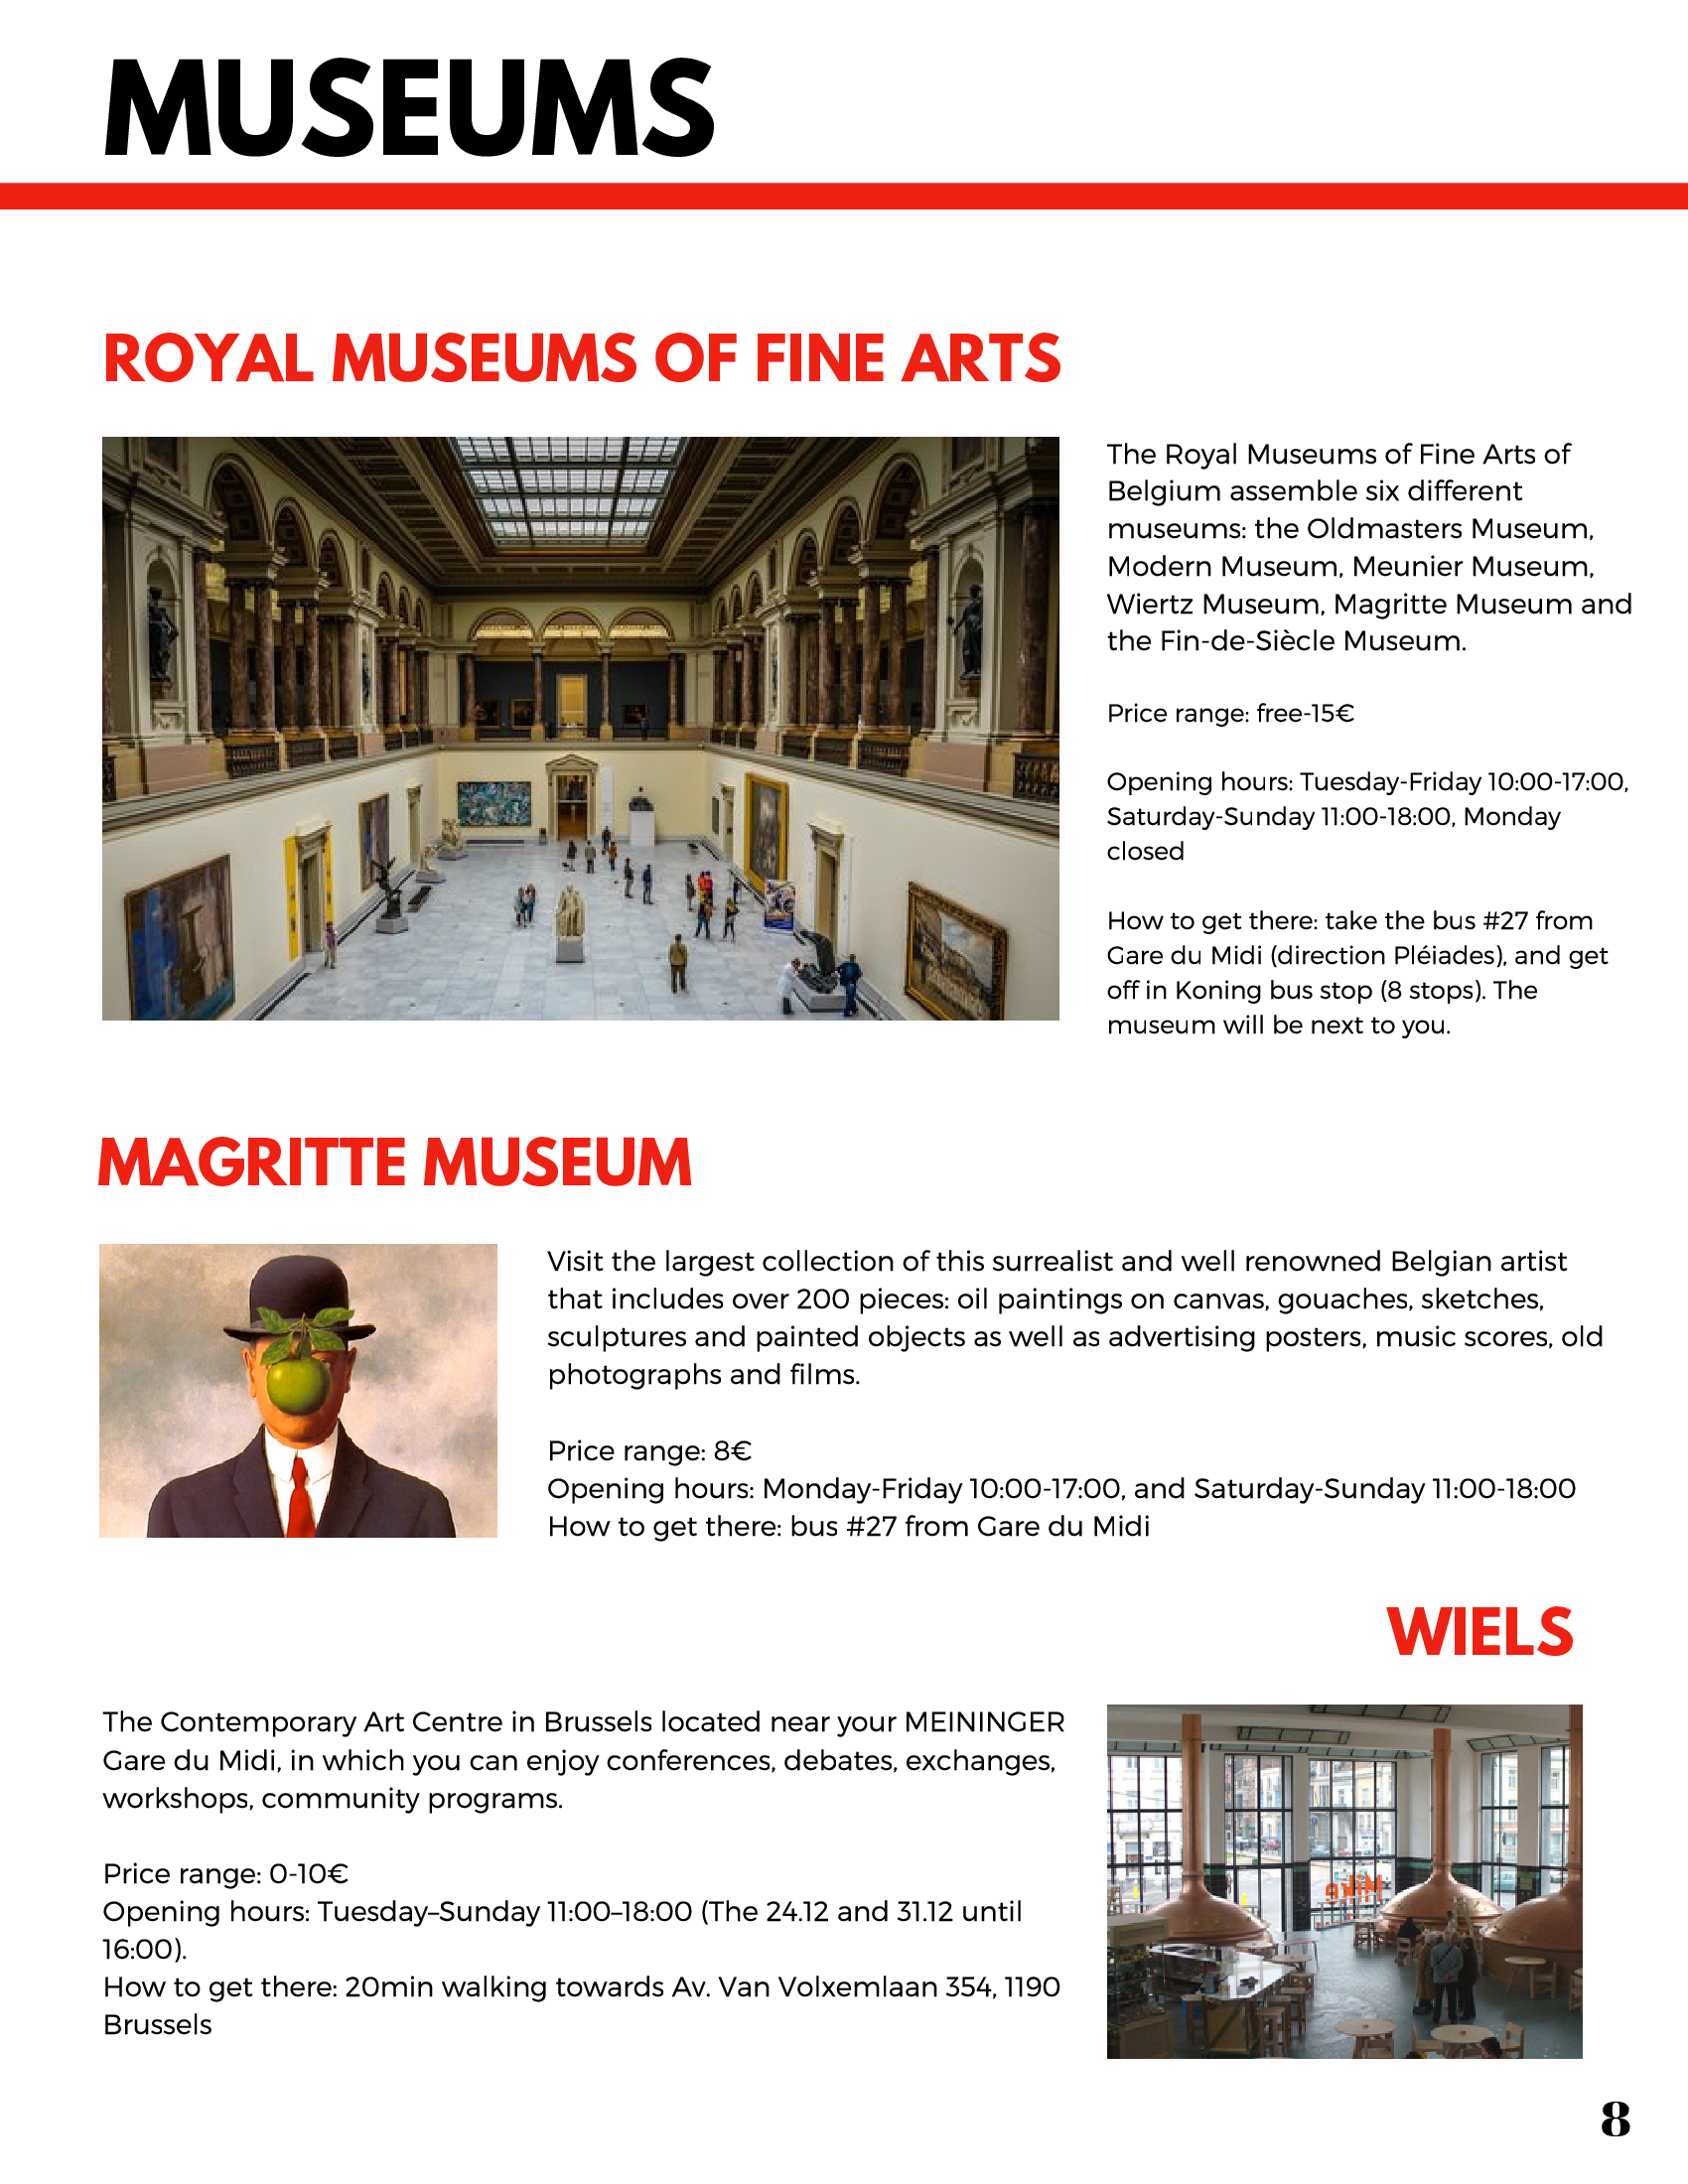 MUSEUMS
ROYAL MUSEUMS OF FINE ARTS
The Royal Museums of Fine Arts of
Belgium assemble six different
museums: the Oldmasters Museum,
Modern Museum, Meunier Museum,
Wiertz Museum, Magritte Museum and
the Fin-de-Siècle Museum.
Price range: free-15€
Opening hours: Tuesday-Friday 10:00-17:00,
Saturday-Sunday 11:00-18:00, Monday
closed
How to get there: take the bus #27 from
Gare du Midi (direction Pléiades), and get
off in Koning bus stop (8 stops). The
museum will be next to you.
MAGRITTE MUSEUM
Visit the largest collection of this surrealist and well renowned Belgian artist
that includes over 200 pieces: oil paintings on canvas, gouaches, sketches,
sculptures and painted objects as well as advertising posters, music scores, old
photographs and films.
Price range: 8€
Opening hours: Monday-Friday 10:00-17:00, and Saturday-Sunday 11:00-18:00
How to get there: bus #27 from Gare du Midi
WIELS
The Contemporary Art Centre in Brussels located near your MEININGER
Gare du Midi, in which you can enjoy conferences, debates, exchanges,
workshops, community programs.
Price range: 0-10€
Opening hours: Tuesday–Sunday 11:00–18:00 (The 24.12 and 31.12 until
16:00).
How to get there: 20min walking towards Av. Van Volxemlaan 354, 1190
Brussels
Mike
8